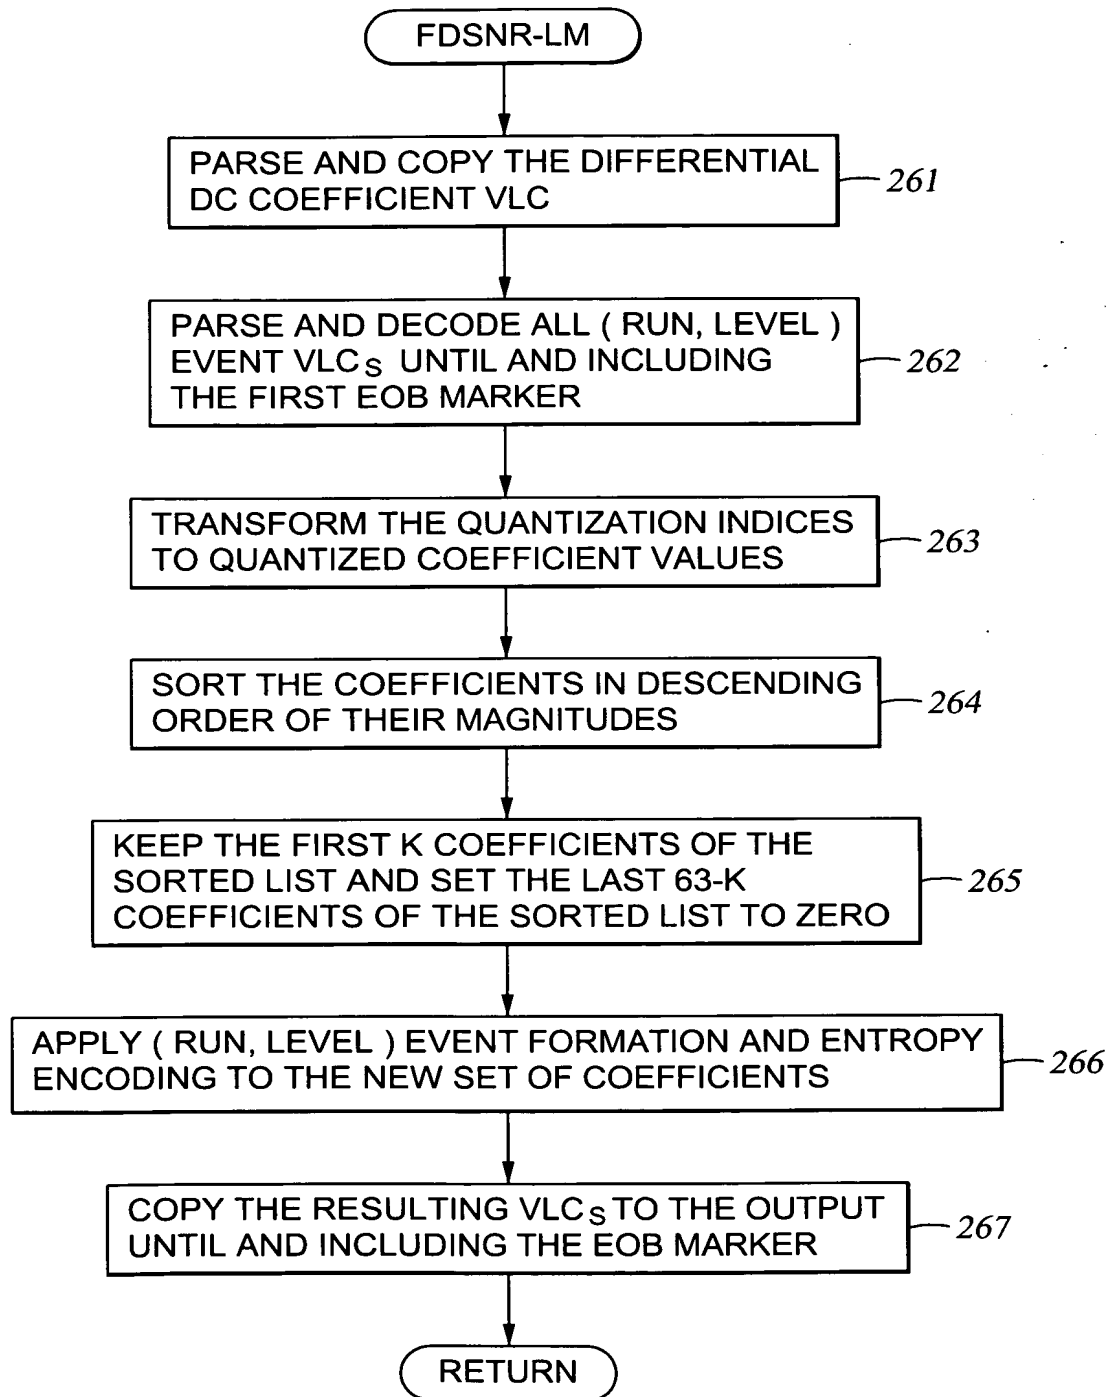 FDSNR-LM
PARSE AND COPY THE DIFFERENTIAL
DC COEFFICIENT VLC
261
PARSE AND DECODE ALL ( RUN, LEVEL )
EVENT VLCS UNTIL AND INCLUDING
THE FIRST EOB MARKER
262
TRANSFORM THE QUANTIZATION INDICES
TO QUANTIZED COEFFICIENT VALUES
263
SORT THE COEFFICIENTS IN DESCENDING
ORDER OF THEIR MAGNITUDES
264
KEEP THE FIRST K COEFFICIENTS OF THE
SORTED LIST AND SET THE LAST 63-K
COEFFICIENTS OF THE SORTED LIST TO ZERO
265
APPLY ( RUN, LEVEL ) EVENT FORMATION AND ENTROPY
ENCODING TO THE NEW SET OF COEFFICIENTS
266
COPY THE RESULTING VLCS TO THE OUTPUT
UNTIL AND INCLUDING THE EOB MARKER
267
RETURN